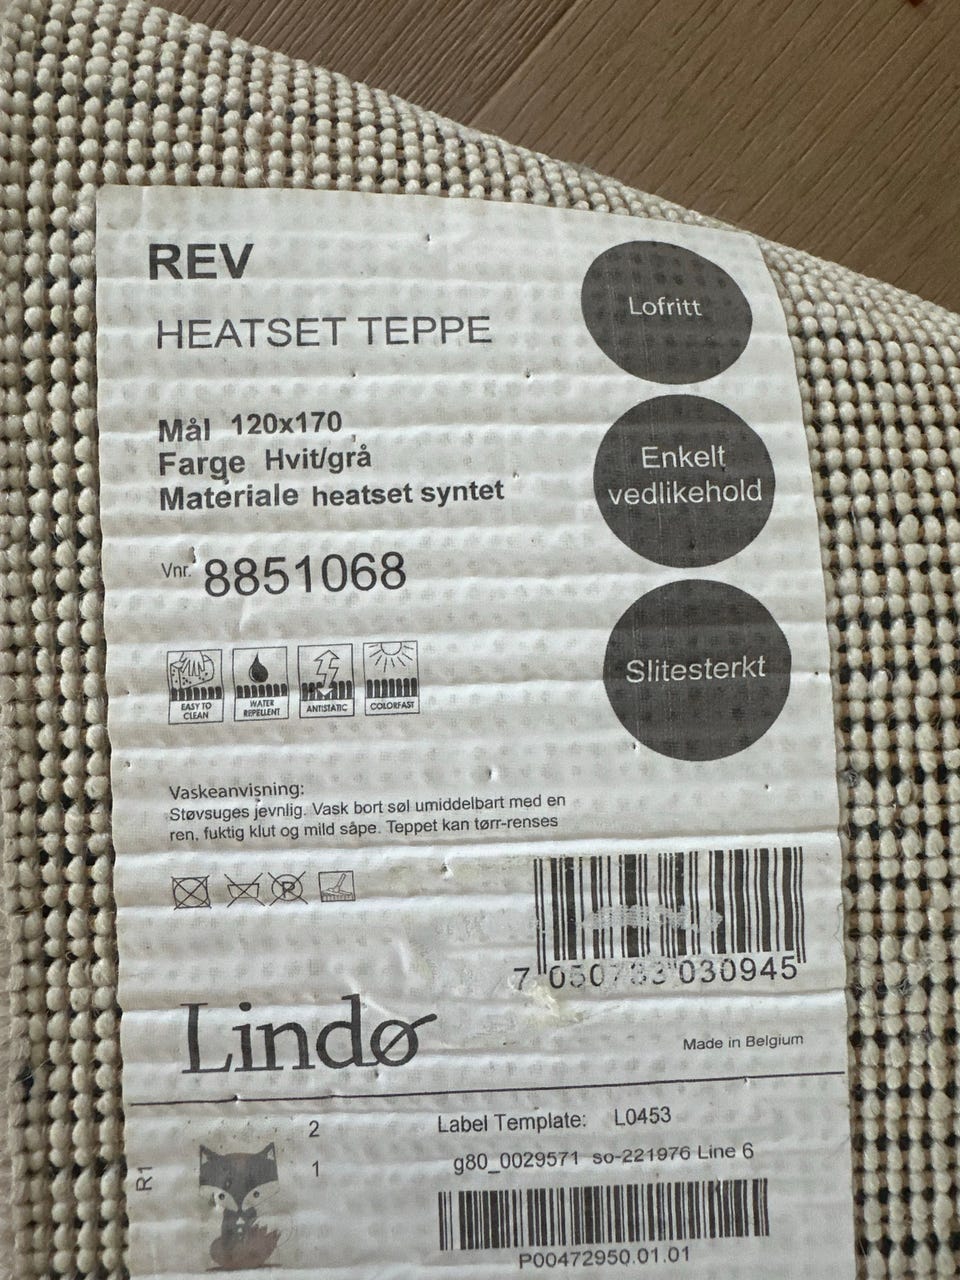 REV
HEATSET TEPPE
Lofritt
Mål 120x170
Farge Hvit/grå
Materiale heatset syntet
Enkelt
vedlikehold
Vnr. 8851068
Slitesterkt
EASY TO
CLEAN
WATER
REPELLENT
ANTISTATIC
COLORFAST
Vaskeanvisning:
Støvsuges jevnlig. Vask bort søl umiddelbart med en
ren, fuktig klut og mild såpe. Teppet kan tørr-renses
P
7 050733 030945
Lindø
Made in Belgium
2
1
R1
Label Template: L0453
g80_0029571 so-221976 Line 6
P00472950.01.01